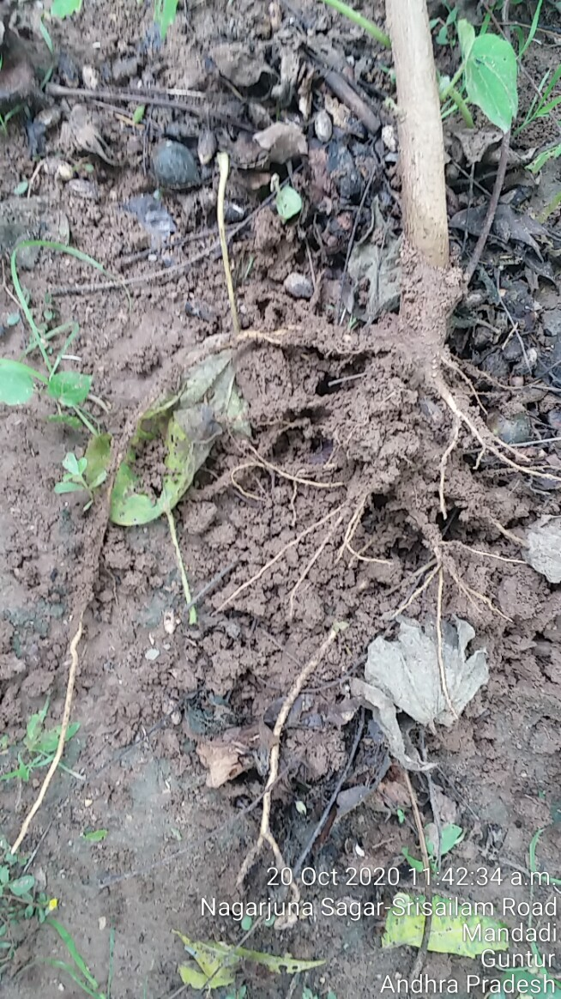 20 Oct 2020 11:42:34 a.m.
Nagarjuna Sagar-Srisailam Road
Mandadi
Guntur
Andhra Pradesh